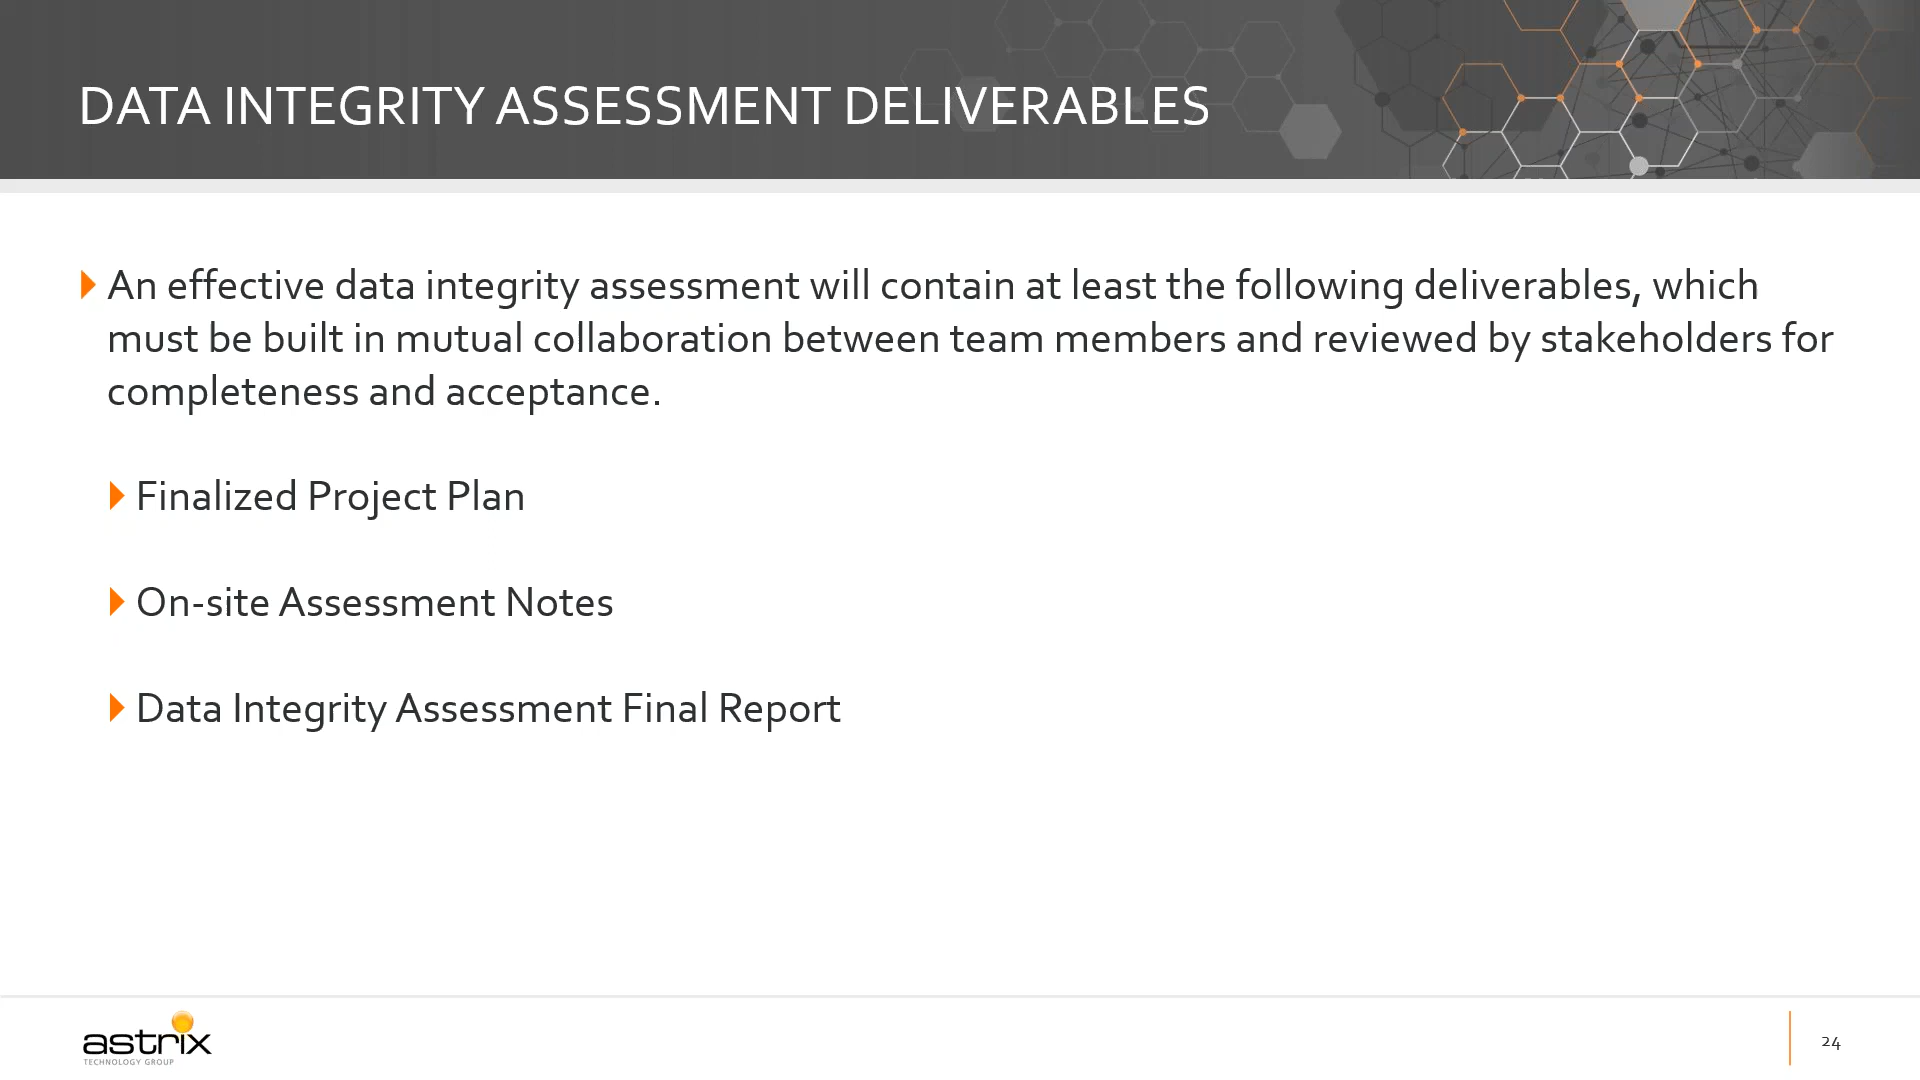 DATA INTEGRITY ASSESSMENT DELIVERABLES
An effective data integrity assessment will contain at least the following deliverables, which
must be built in mutual collaboration between team members and reviewed by stakeholders for
completeness and acceptance.
Finalized Project Plan
On-site Assessment Notes
Data Integrity Assessment Final Report
astrix
TECHNOLOGY GROUP
24